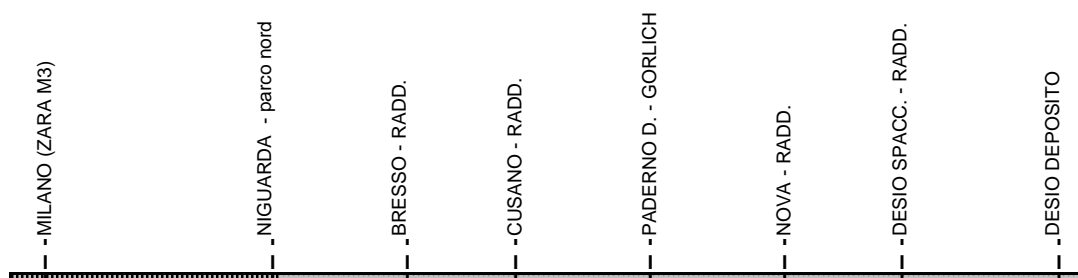 MILANO (ZARA M3)
NIGUARDA - parco nord
BRESSO - RADD.
CUSANO - RADD.
PADERNO D. - GORLICH
NOVA - RADD.
DESIO SPACC. - RADD.
DESIO DEPOSITO